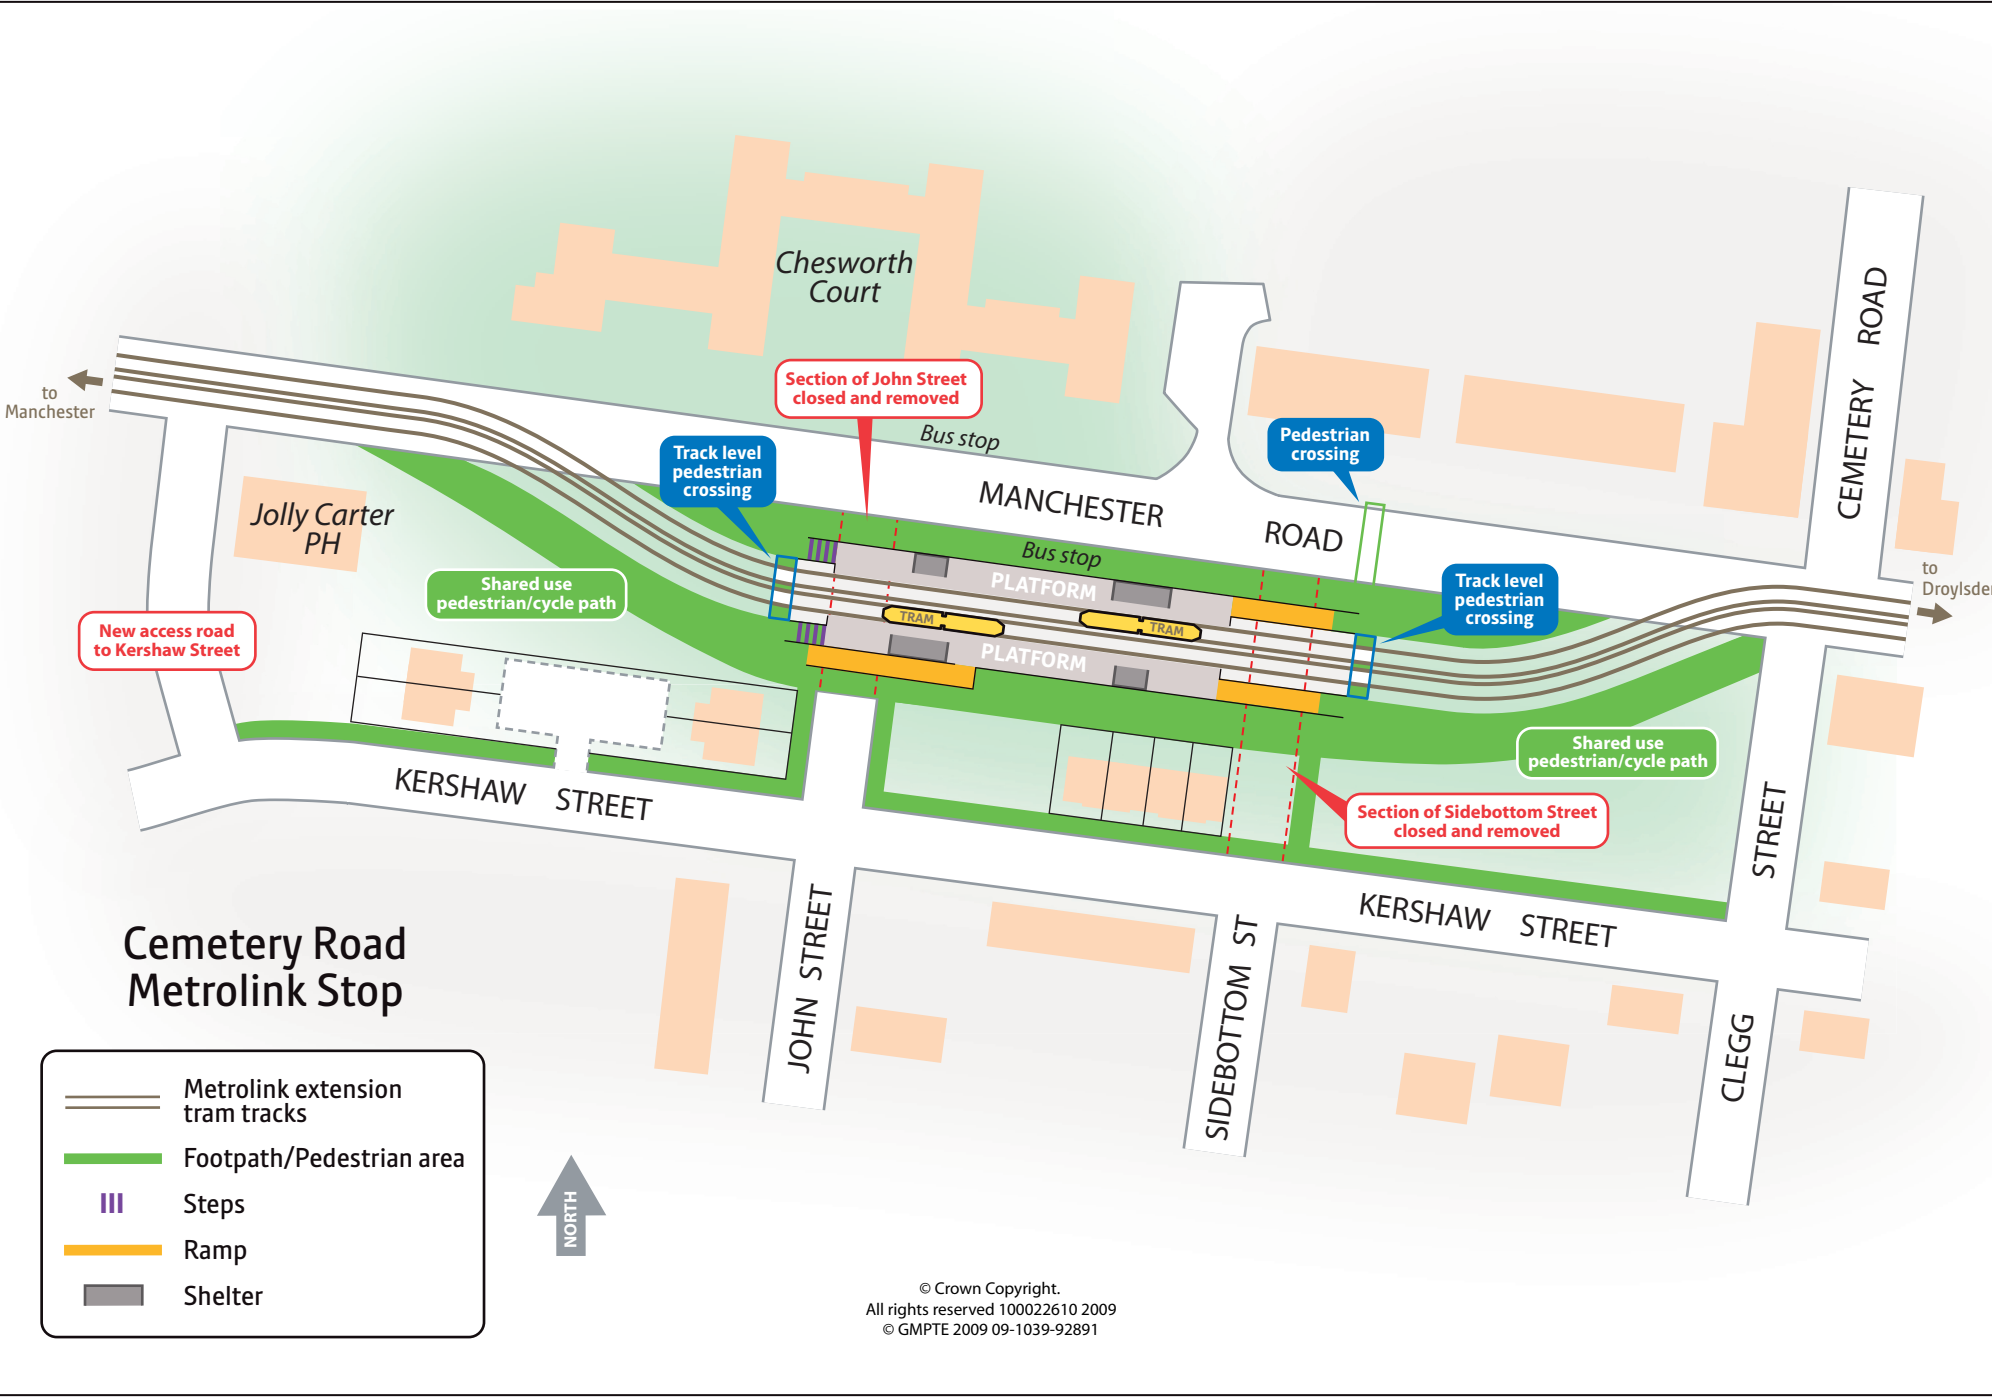 Chesworth
Court
CEMETERY ROAD
to
Manchester
Section of John Street
closed and removed
Bus stop
Track level
pedestrian
crossing
Pedestrian
crossing
MANCHESTER ROAD
Jolly Carter
PH
Bus stop
Shared use
pedestrian/cycle path
PLATFORM
TRAM
TRAM
PLATFORM
Track level
pedestrian
crossing
to
Droylsde
New access road
to Kershaw Street
Shared use
pedestrian/cycle path
KERSHAW STREET
Section of Sidebottom Street
closed and removed
KERSHAW STREET
JOHN STREET
SIDEBOTTOM ST
CLEGG STREET
Cemetery Road
Metrolink Stop
Metrolink extension
tram tracks
Footpath/Pedestrian area
Steps
Ramp
Shelter
NORTH
© Crown Copyright.
All rights reserved 100022610 2009
© GMPTE 2009 09-1039-92891